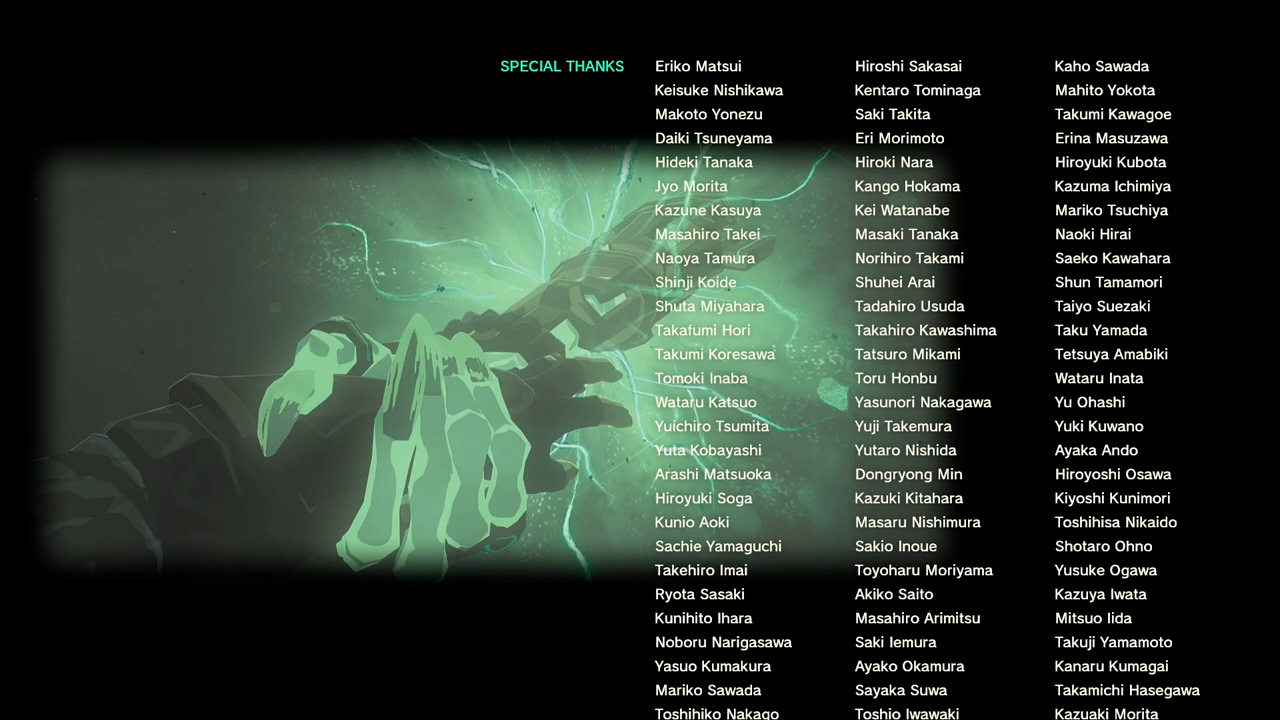 SPECIAL THANKS Eriko Matsui Hiroshi Sakasai Kaho Sawada
Keisuke Nishikawa Kentaro Tominaga Mahito Yokota
Makoto Yonezu Saki Takita Takumi Kawagoe
Daiki Tsuneyama Eri Morimoto Erina Masuzawa
Hideki Tanaka Hiroki Nara Hiroyuki Kubota
Jyo Morita Kango Hokama Kazuma Ichimiya
Kazune Kasuya Kei Watanabe Mariko Tsuchiya
Masahiro Takei Masaki Tanaka Naoki Hirai
Naoya Tamura Norihiro Takami Saeko Kawahara
Shinji Koide Shuhei Arai Shun Tamamori
Shuta Miyahara Tadahiro Usuda Taiyo Suezaki
Takafumi Hori Takahiro Kawashima Taku Yamada
Takumi Koresawa Tatsuro Mikami Tetsuya Amabiki
Tomoki Inaba Toru Honbu Wataru Inata
Wataru Katsuo Yasunori Nakagawa Yu Ohashi
Yuichiro Tsumita Yuji Takemura Yuki Kuwano
Yuta Kobayashi Yutaro Nishida Ayaka Ando
Arashi Matsuoka Dongryong Min Hiroyoshi Osawa
Hiroyuki Soga Kazuki Kitahara Kiyoshi Kunimori
Kunio Aoki Masaru Nishimura Toshihisa Nikaido
Sachie Yamaguchi Sakio Inoue Shotaro Ohno
Takehiro Imai Toyoharu Moriyama Yusuke Ogawa
Ryota Sasaki Akiko Saito Kazuya Iwata
Kunihito Ihara Masahiro Arimitsu Mitsuo Iida
Noboru Narigasawa Saki Iemura Takuji Yamamoto
Yasuo Kumakura Ayako Okamura Kanaru Kumagai
Mariko Sawada Sayaka Suwa Takamichi Hasegawa
Toshihiko Nakago Toshio Iwawaki Kazuaki Morita